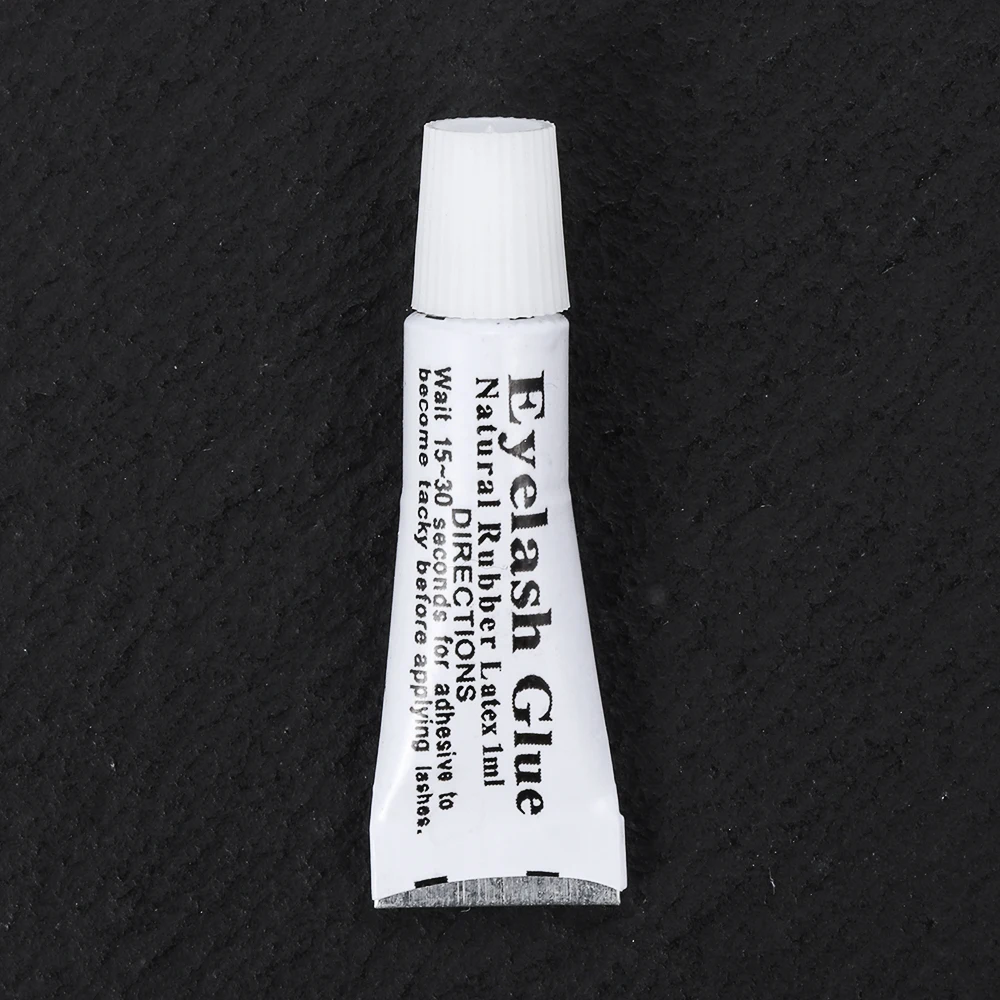 Eyelash Glue
Natural Rubber Latex 1ml
DIRECTIONS
Wait 15~30 seconds for adhesive to
become tacky before applying lashes.